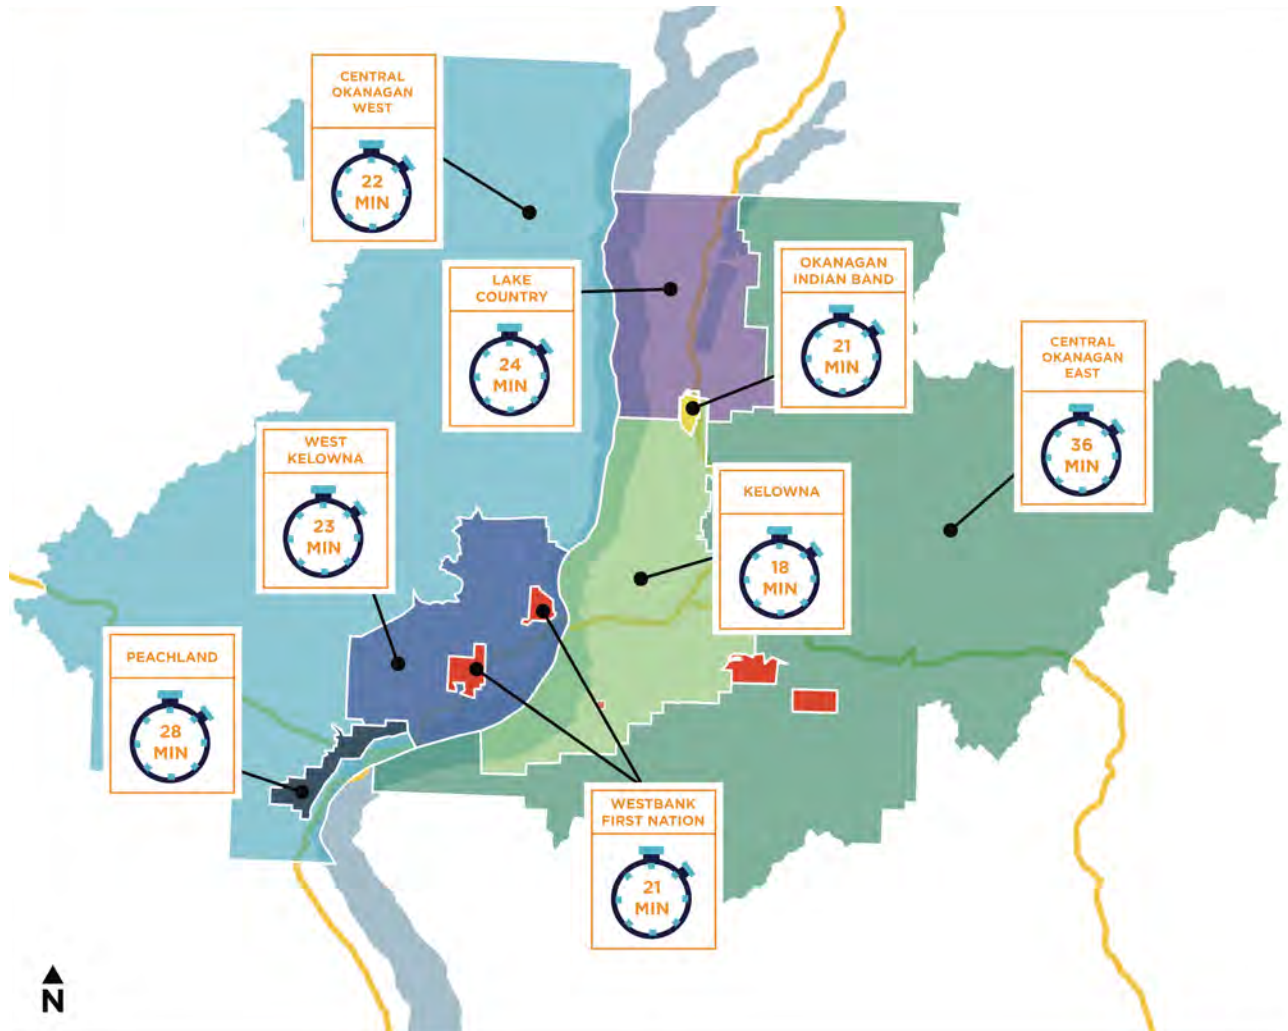 CENTRAL
OKANAGAN
WEST
22
MIN
LAKE
COUNTRY
24
MIN
OKANAGAN
INDIAN BAND
21
MIN
CENTRAL
OKANAGAN
EAST
36
MIN
WEST
KELOWNA
23
MIN
KELOWNA
18
MIN
PEACHLAND
28
MIN
WESTBANK
FIRST NATION
21
MIN
N